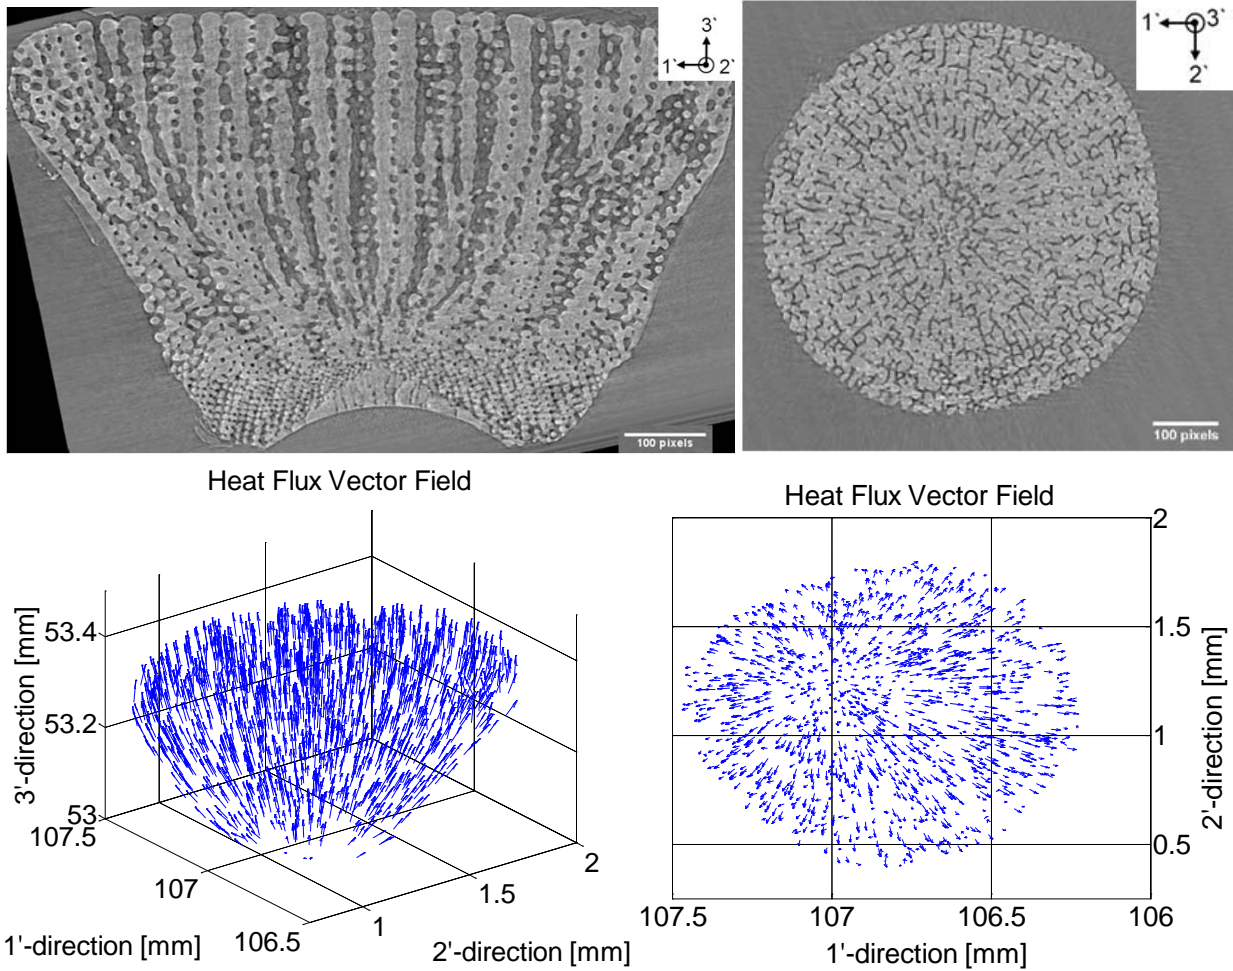 3`
1` 2`
100 pixels
1` 3`
2`
100 pixels
Heat Flux Vector Field
3'-direction [mm]
53.4
53.2
53
107.5
107
106.5
1'-direction [mm]
1
1.5
2
2'-direction [mm]
Heat Flux Vector Field
2
1.5
1
0.5
2'-direction [mm]
107.5 107 106.5 106
1'-direction [mm]